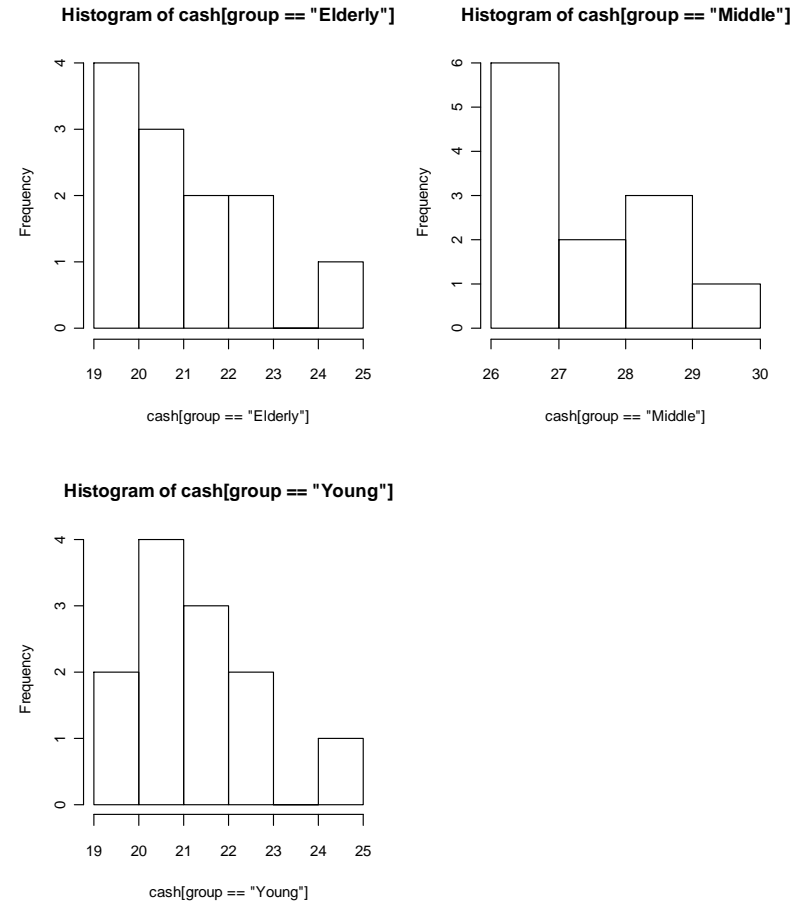 Histogram of cash[group == "Elderly"]
Frequency
4
3
2
1
0
19 20 21 22 23 24 25
cash[group == "Elderly"]
Histogram of cash[group == "Middle"]
Frequency
6
5
4
3
2
1
0
26 27 28 29 30
cash[group == "Middle"]
Histogram of cash[group == "Young"]
Frequency
4
3
2
1
0
19 20 21 22 23 24 25
cash[group == "Young"]